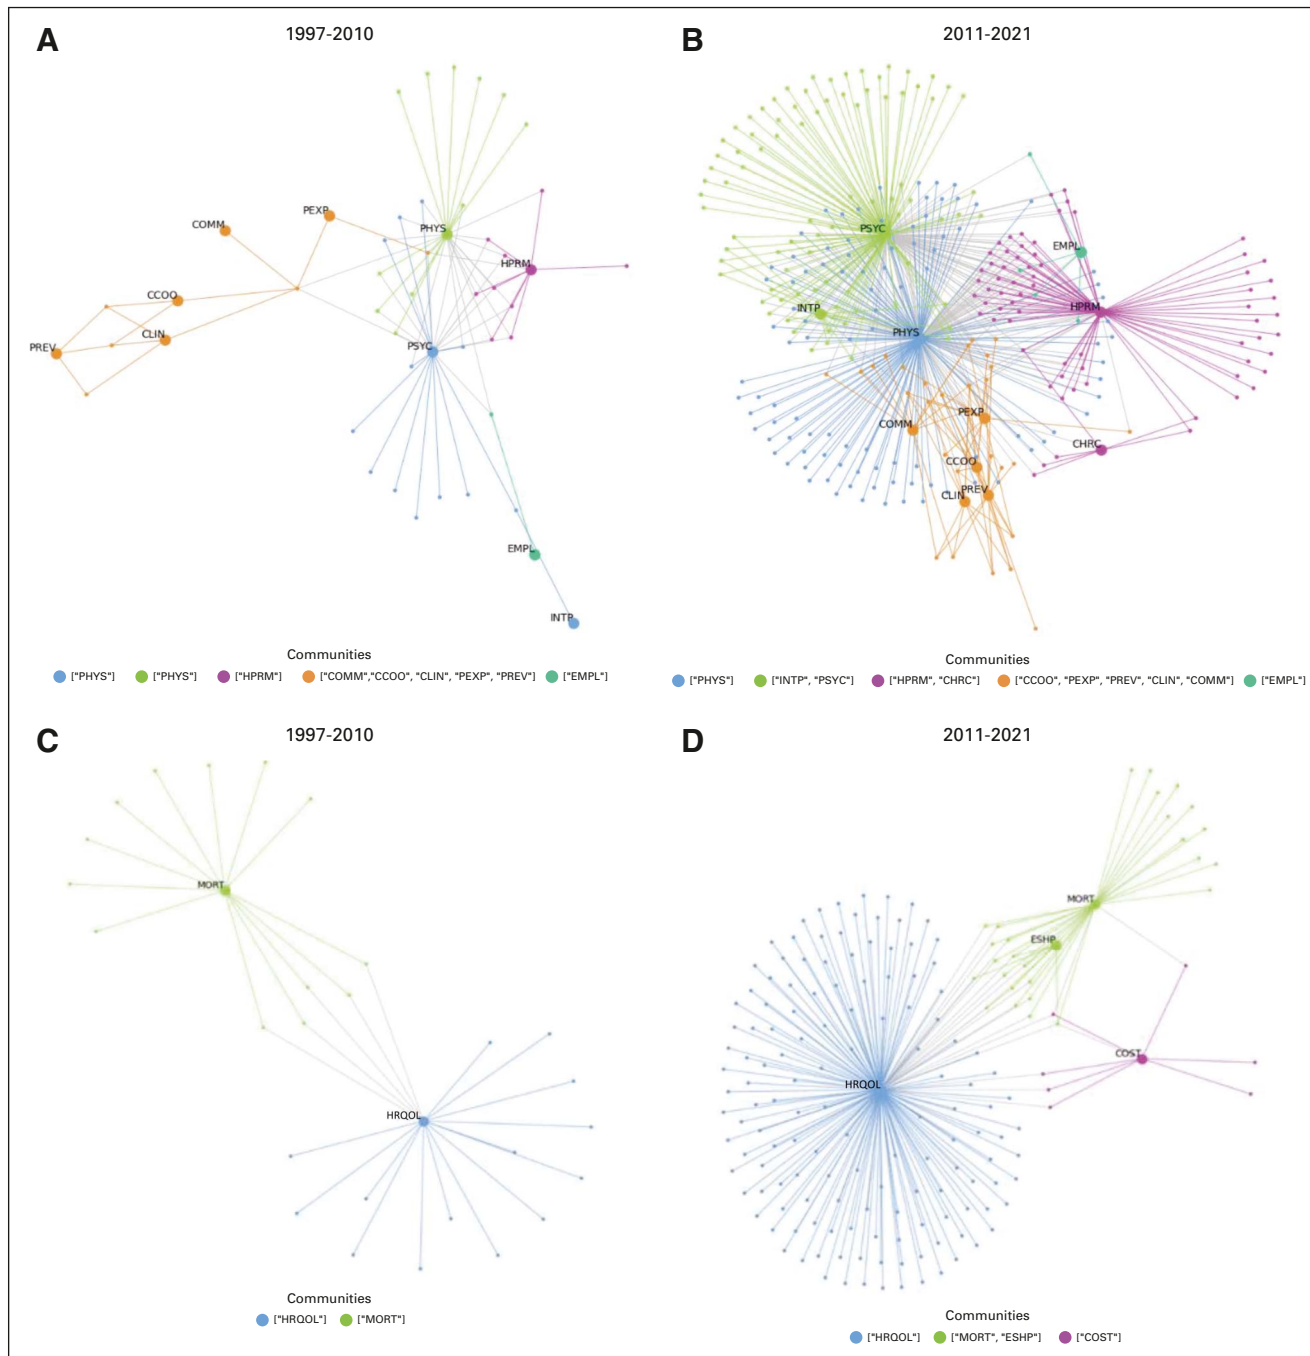 A
1997-2010
PEXP
COMM
PHYS
HPRM
CCOO
CLIN
PREV
PSYC
EMPL
INTP
Communities
["PHYS"] ["PHYS"] ["HPRM"] ["COMM","CCOO", "CLIN", "PEXP", "PREV"] ["EMPL"]
B
2011-2021
PSYC
EMPL
INTP
HPRM
PHYS
PEXP
COMM
CHRC
CCOO
PREV
CLIN
Communities
["PHYS"] ["INTP", "PSYC"] ["HPRM", "CHRC"] ["CCOO", "PEXP", "PREV", "CLIN", "COMM"] ["EMPL"]
C
1997-2010
MORT
HRQOL
Communities
["HRQOL"] ["MORT"]
D
2011-2021
MORT
ESHP
COST
HRQOL
Communities
["HRQOL"] ["MORT", "ESHP"] ["COST"]